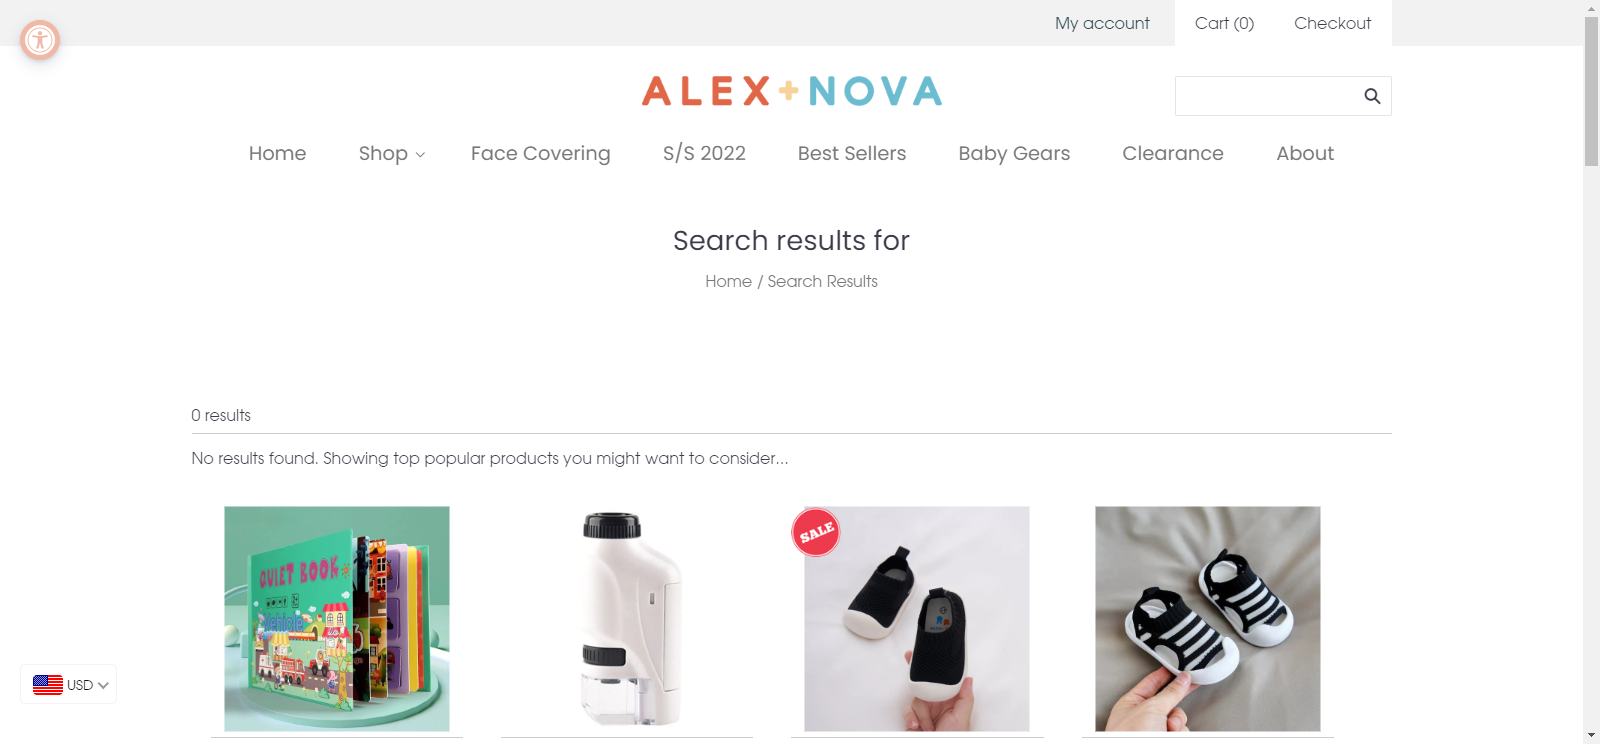 My account
Cart (0)
Checkout
ALEX+NOVA
Home
Shop
Face Covering
S/S 2022
Best Sellers
Baby Gears
Clearance
About
Search results for
Home / Search Results
0 results
No results found. Showing top popular products you might want to consider...
QUIET BOOK
Vehicle
SALE
USD